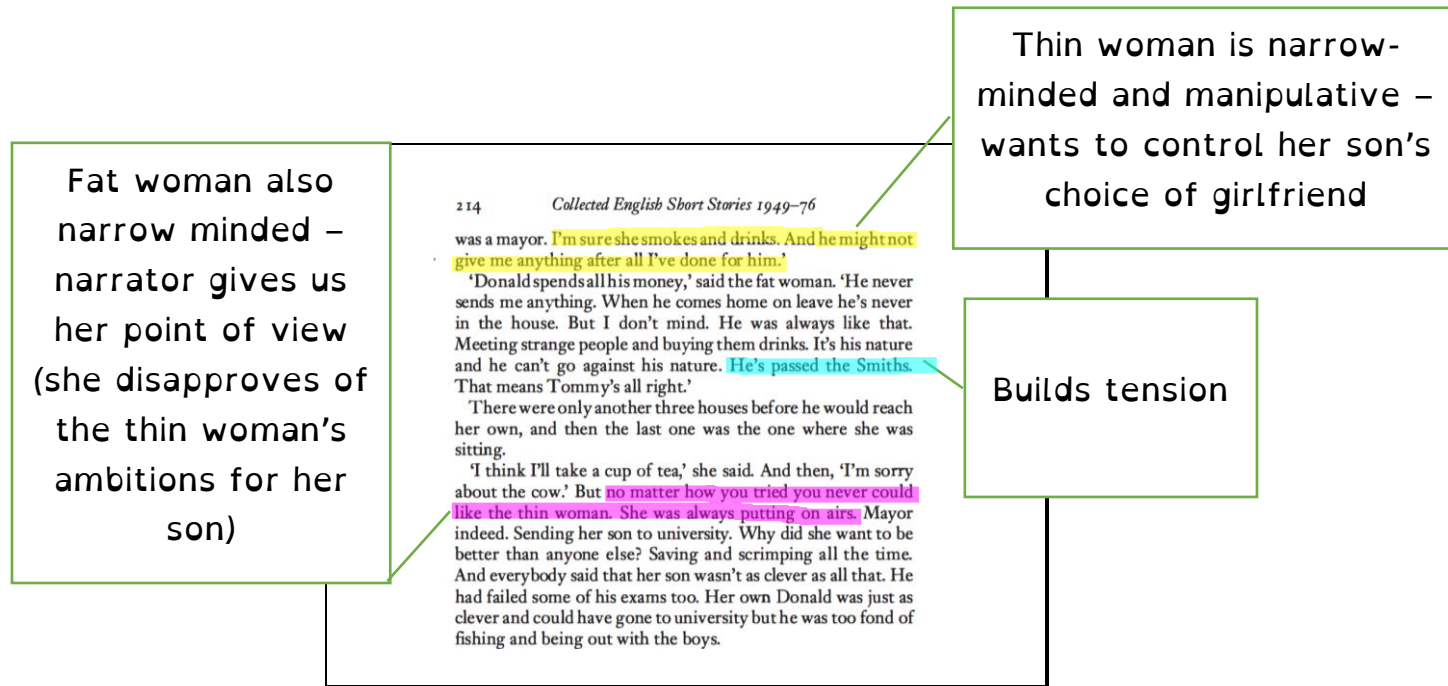 Thin woman is narrow-
minded and manipulative –
wants to control her son's
choice of girlfriend
Fat woman also
narrow minded –
narrator gives us
her point of view
(she disapproves of
the thin woman's
ambitions for her
son)
Builds tension
214 Collected English Short Stories 1949–76
was a mayor. I'm sure she smokes and drinks. And he might not
give me anything after all I've done for him.'
'Donald spends all his money,' said the fat woman. 'He never
sends me anything. When he comes home on leave he's never
in the house. But I don't mind. He was always like that.
Meeting strange people and buying them drinks. It's his nature
and he can't go against his nature. He's passed the Smiths.
That means Tommy's all right.'
There were only another three houses before he would reach
her own, and then the last one was the one where she was
sitting.
'I think I'll take a cup of tea,' she said. And then, 'I'm sorry
about the cow.' But no matter how you tried you never could
like the thin woman. She was always putting on airs. Mayor
indeed. Sending her son to university. Why did she want to be
better than anyone else? Saving and scrimping all the time.
And everybody said that her son wasn't as clever as all that. He
had failed some of his exams too. Her own Donald was just as
clever and could have gone to university but he was too fond of
fishing and being out with the boys.